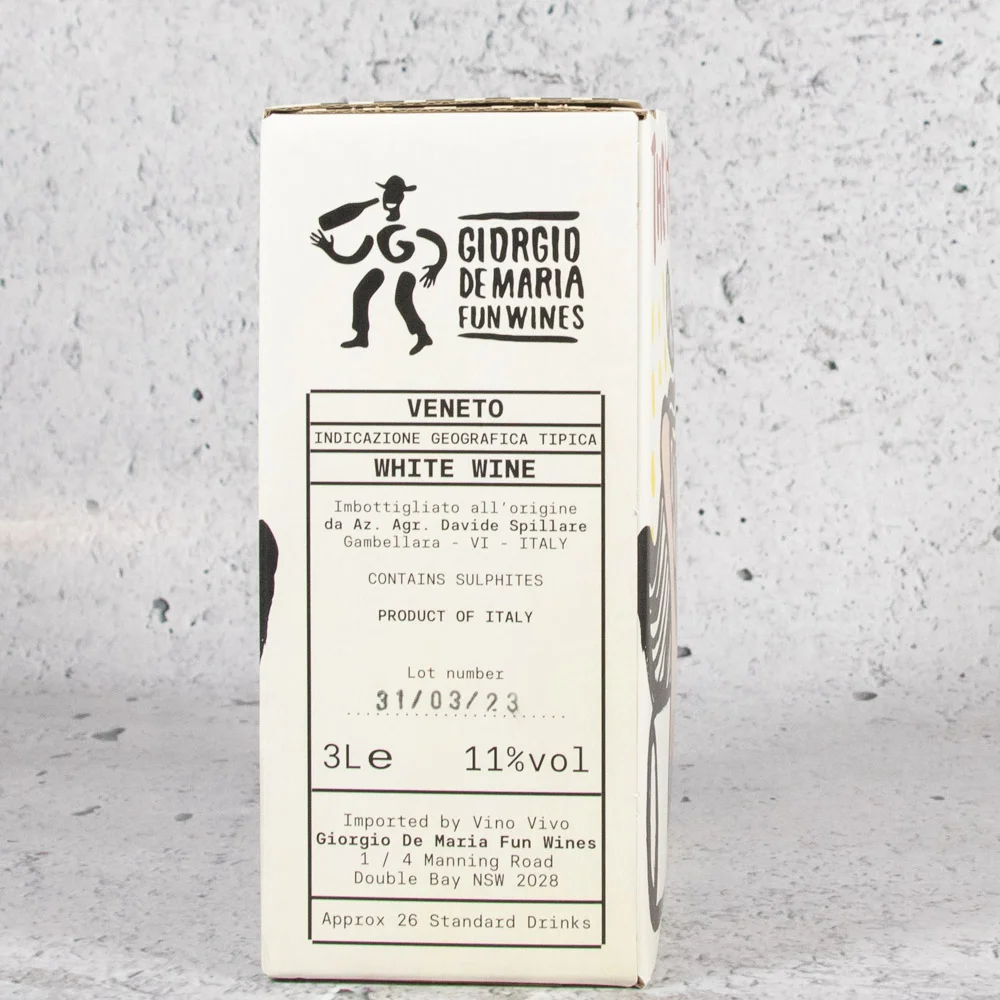 GIORGIO
DE MARIA
FUN WINES
VENETO
INDICAZIONE GEOGRAFICA TIPICA
WHITE WINE
Imbottigliato all'origine
da Az. Agr. Davide Spillare
Gambellara - VI - ITALY
CONTAINS SULPHITES
PRODUCT OF ITALY
Lot number
31/03/23
3Le 11%vol
Imported by Vino Vivo
Giorgio De Maria Fun Wines
1 / 4 Manning Road
Double Bay NSW 2028
Approx 26 Standard Drinks